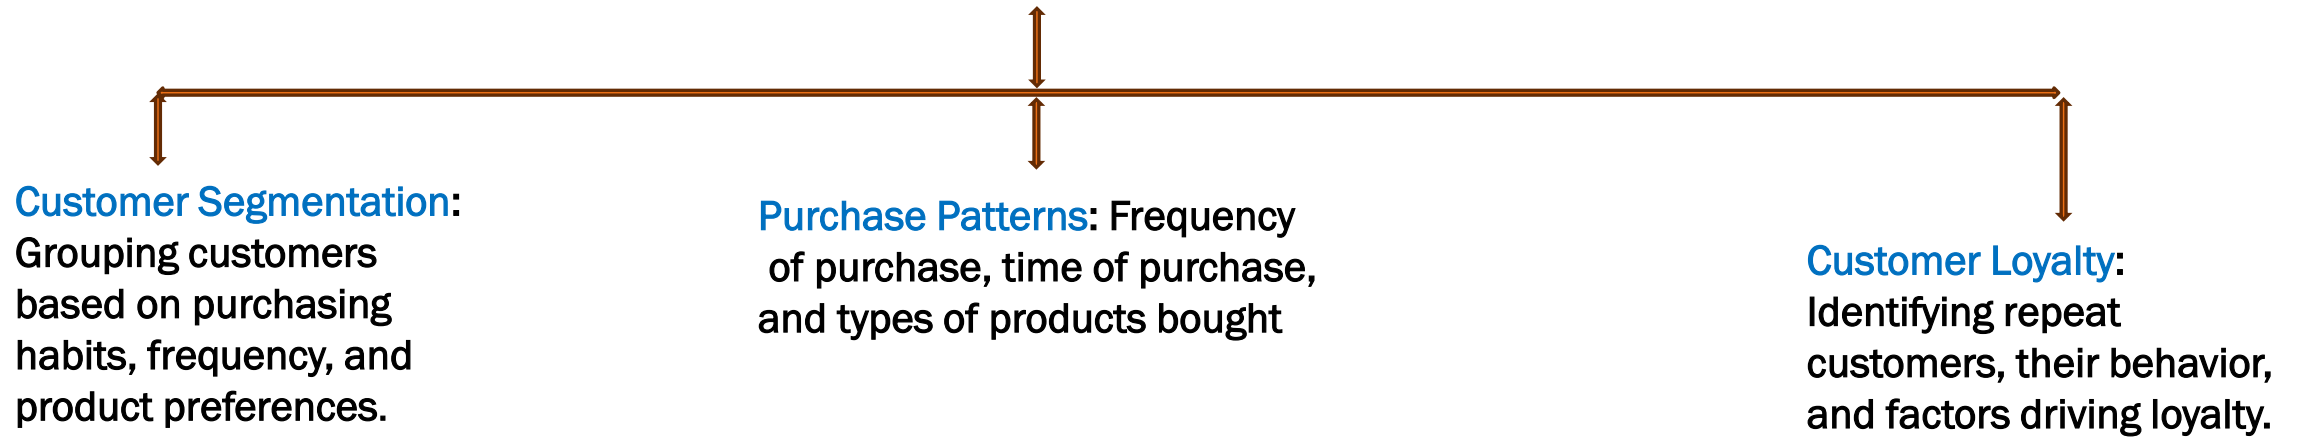 Customer Segmentation:
Grouping customers
based on purchasing
habits, frequency, and
product preferences.
Purchase Patterns: Frequency
of purchase, time of purchase,
and types of products bought
Customer Loyalty:
Identifying repeat
customers, their behavior,
and factors driving loyalty.